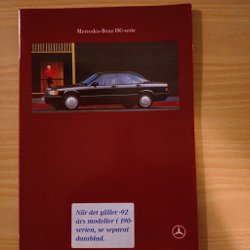 Mercedes-Benz 190-serie
När det gäller -92
års modeller i 190-
serien, se separat
datablad.